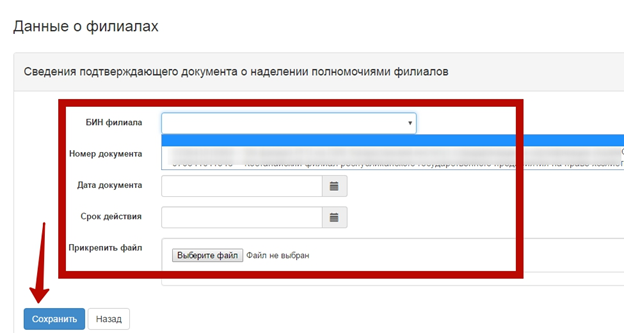 Данные о филиалах
Сведения подтверждающего документа о наделении полномочиями филиалов
БИН филиала
Номер документа
Дата документа
Срок действия
Прикрепить файл
Выберите файл Файл не выбран
Сохранить Назад